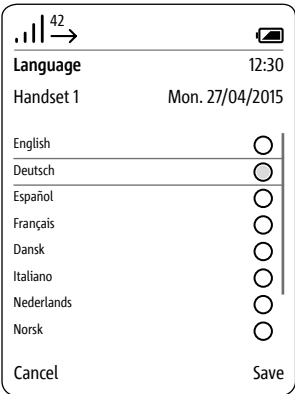 42
Language 12:30
Handset 1 Mon. 27/04/2015
English
Deutsch
Español
Français
Dansk
Italiano
Nederlands
Norsk
Cancel Save